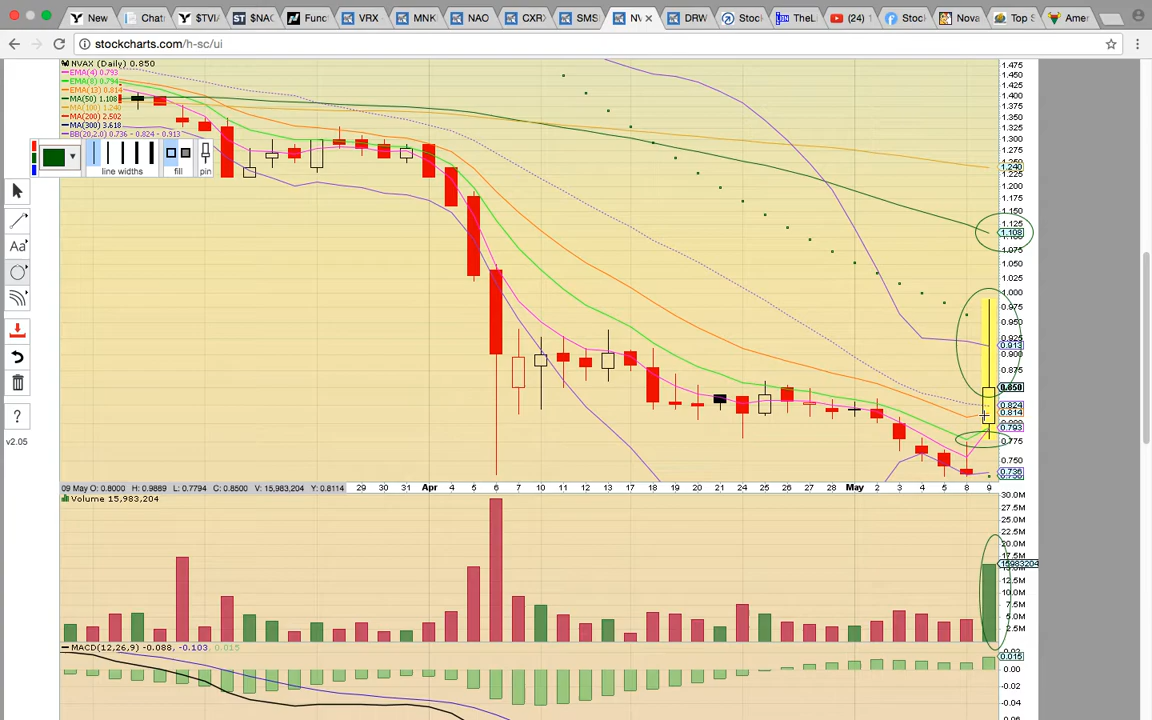 New
Chat
$TVI
$NAC
Func
VRX
MNK
NAO
CXR
SMS
NV
DRW
Stoc
TheL
(24)
Stoc
Nova
Top S
Amer
stockcharts.com/h-sc/ui
NVAX (Daily) 0.850
EMA(4) 0.793
EMA(8) 0.794
EMA(13) 0.814
MA(50) 1.108
MA(100) 1.240
MA(200) 2.502
MA(300) 3.618
BB(20,2.0) 0.736 - 0.824 - 0.913
line widths
fill
pin
Aa
?
v2.05
1.475
1.450
1.425
1.400
1.375
1.350
1.325
1.300
1.275
1.250
1.240
1.225
1.200
1.175
1.150
1.125
1.108
1.075
1.050
1.025
1.000
0.975
0.950
0.925
0.913
0.900
0.875
0.850
0.824
0.814
0.793
0.775
0.750
0.736
09 May O: 0.8000 H: 0.9889 L: 0.7794 C: 0.8500 V: 15,983,204 Y: 0.8114
29 30 31 Apr 4 5 6 7 10 11 12 13 17 18 19 20 21 24 25 26 27 28 May 2 3 4 5 8 9
Volume 15,983,204
30.0M
27.5M
25.0M
22.5M
20.0M
17.5M
15983204
12.5M
10.0M
7.5M
5.0M
2.5M
MACD(12,26,9) -0.088, -0.103, 0.015
0.015
0.00
-0.02
-0.04